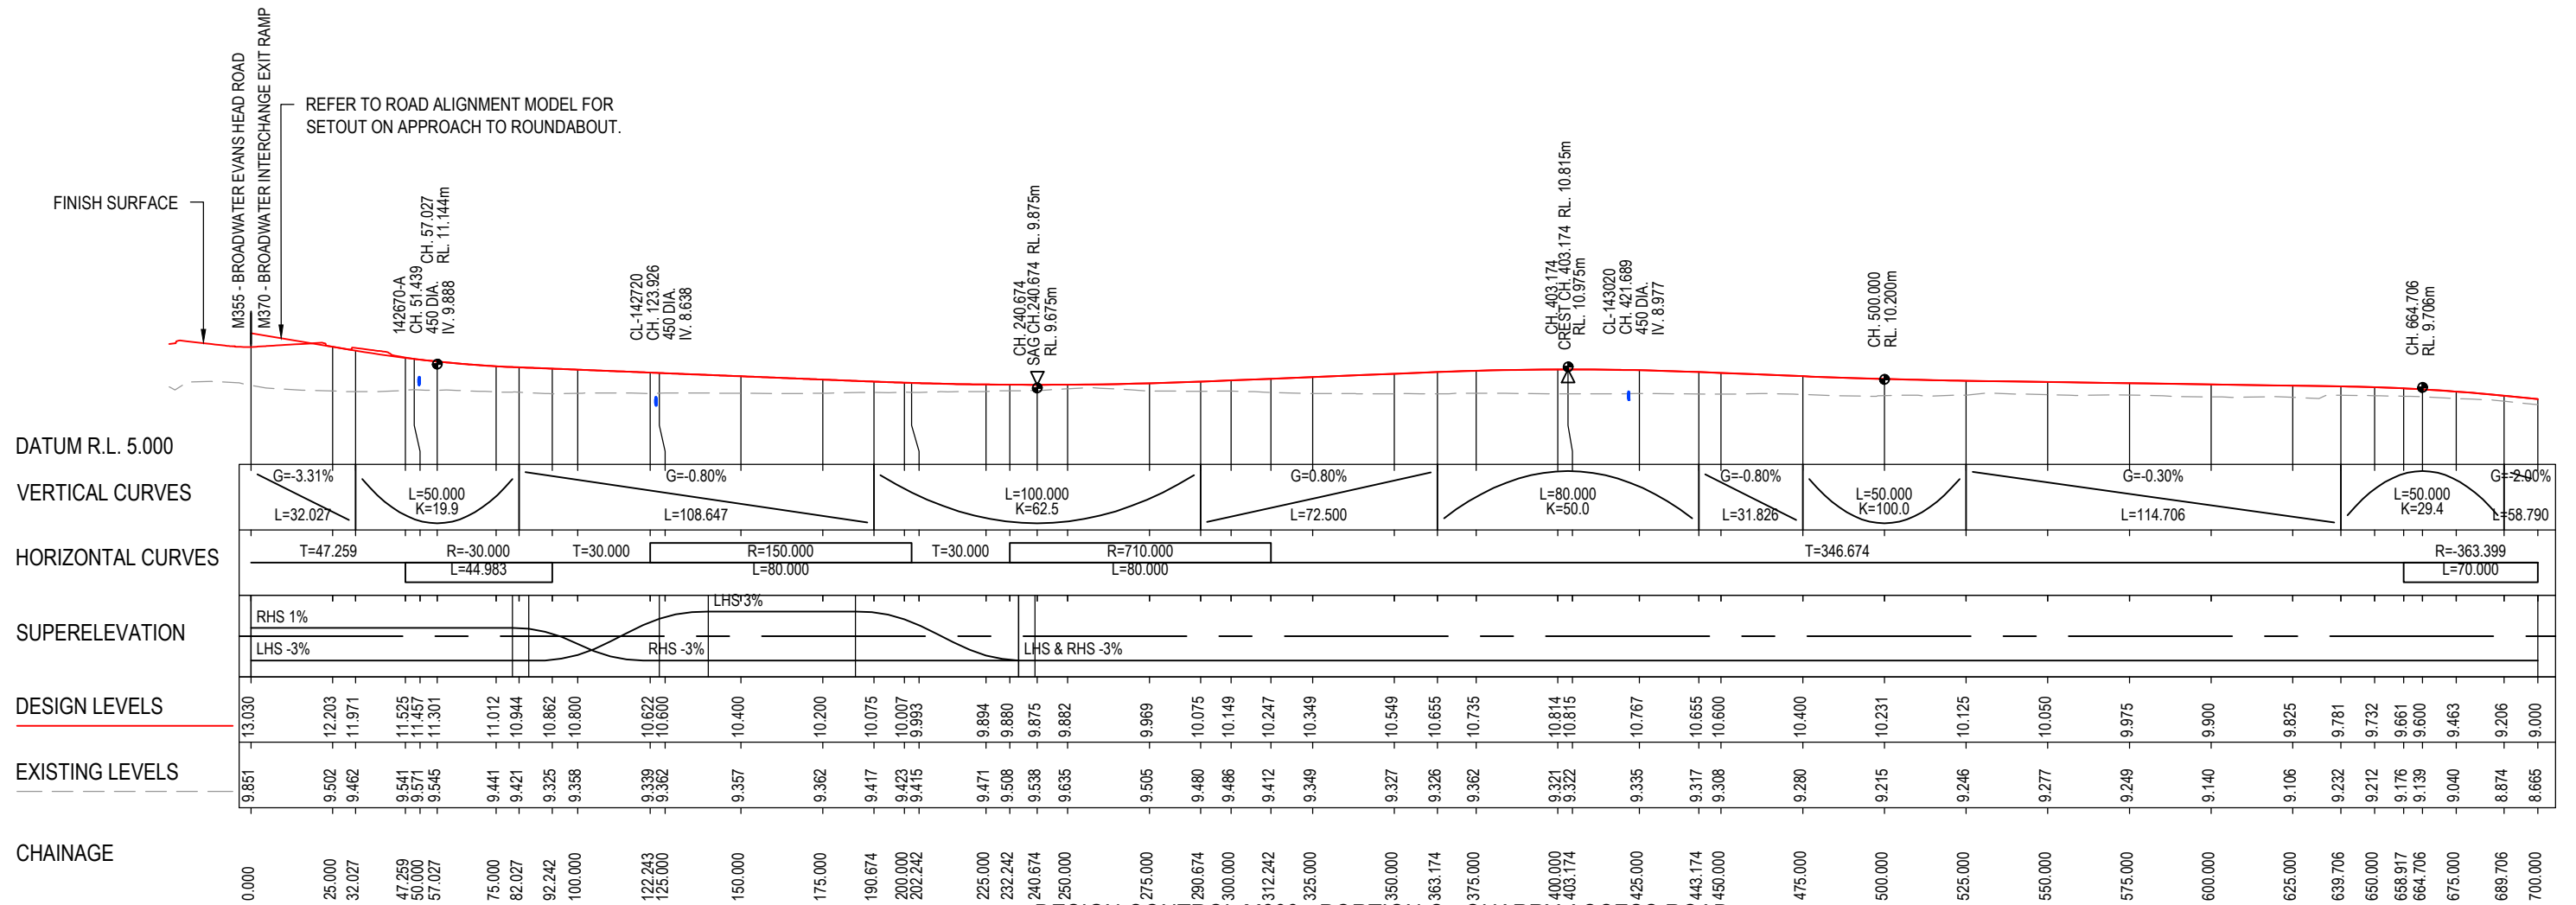 M355 - BROADWATER EVANS HEAD ROAD
M370 - BROADWATER INTERCHANGE EXIT RAMP
REFER TO ROAD ALIGNMENT MODEL FOR
SETOUT ON APPROACH TO ROUNDABOUT.
FINISH SURFACE
142670-A
CH. 51.439
450 DIA.
IV. 9.888
CH. 57.027
RL. 11.144m
CL-142720
CH. 123.926
450 DIA.
IV. 8.638
CH. 240.674
SAG CH.240.674 RL. 9.875m
RL. 9.675m
CH. 403.174
CREST CH. 403.174 RL. 10.815m
RL. 10.975m
CL-143020
CH. 421.689
450 DIA.
IV. 8.977
CH. 500.000
RL. 10.200m
CH. 664.706
RL. 9.706m
DATUM R.L. 5.000
VERTICAL CURVES
G=-3.31%
L=32.027
L=50.000
K=19.9
G=-0.80%
L=108.647
L=100.000
K=62.5
G=0.80%
L=72.500
L=80.000
K=50.0
G=-0.80%
L=31.826
L=50.000
K=100.0
G=-0.30%
L=114.706
L=50.000
K=29.4
G=-2.00%
L=58.790
HORIZONTAL CURVES
T=47.259
R=-30.000
L=44.983
T=30.000
R=150.000
L=80.000
T=30.000
R=710.000
L=80.000
T=346.674
R=-363.399
L=70.000
SUPERELEVATION
RHS 1%
LHS -3%
RHS -3%
LHS 3%
LHS & RHS -3%
DESIGN LEVELS
13.030 12.203 11.971 11.525 11.457 11.301 11.012 10.944 10.862 10.800 10.622 10.600 10.400 10.200 10.075 10.007 9.993 9.894 9.880 9.875 9.882 9.969 10.075 10.149 10.247 10.349 10.549 10.655 10.735 10.814 10.815 10.767 10.655 10.600 10.400 10.231 10.125 10.050 9.975 9.900 9.825 9.781 9.732 9.661 9.600 9.463 9.206 9.000
EXISTING LEVELS
9.851 9.502 9.462 9.541 9.571 9.545 9.441 9.421 9.325 9.358 9.339 9.362 9.357 9.362 9.417 9.423 9.415 9.471 9.508 9.538 9.635 9.505 9.480 9.486 9.412 9.349 9.327 9.326 9.362 9.321 9.322 9.335 9.317 9.308 9.280 9.215 9.246 9.277 9.249 9.140 9.106 9.232 9.212 9.176 9.139 9.040 8.874 8.665
CHAINAGE
0.000 25.000 32.027 47.259 50.000 57.027 75.000 82.027 92.242 100.000 122.243 125.000 150.000 175.000 190.674 200.000 202.242 225.000 232.242 240.674 250.000 275.000 290.674 300.000 312.242 325.000 350.000 363.174 375.000 400.000 403.174 425.000 443.174 450.000 475.000 500.000 525.000 550.000 575.000 600.000 625.000 639.706 650.000 658.917 664.706 675.000 689.706 700.000